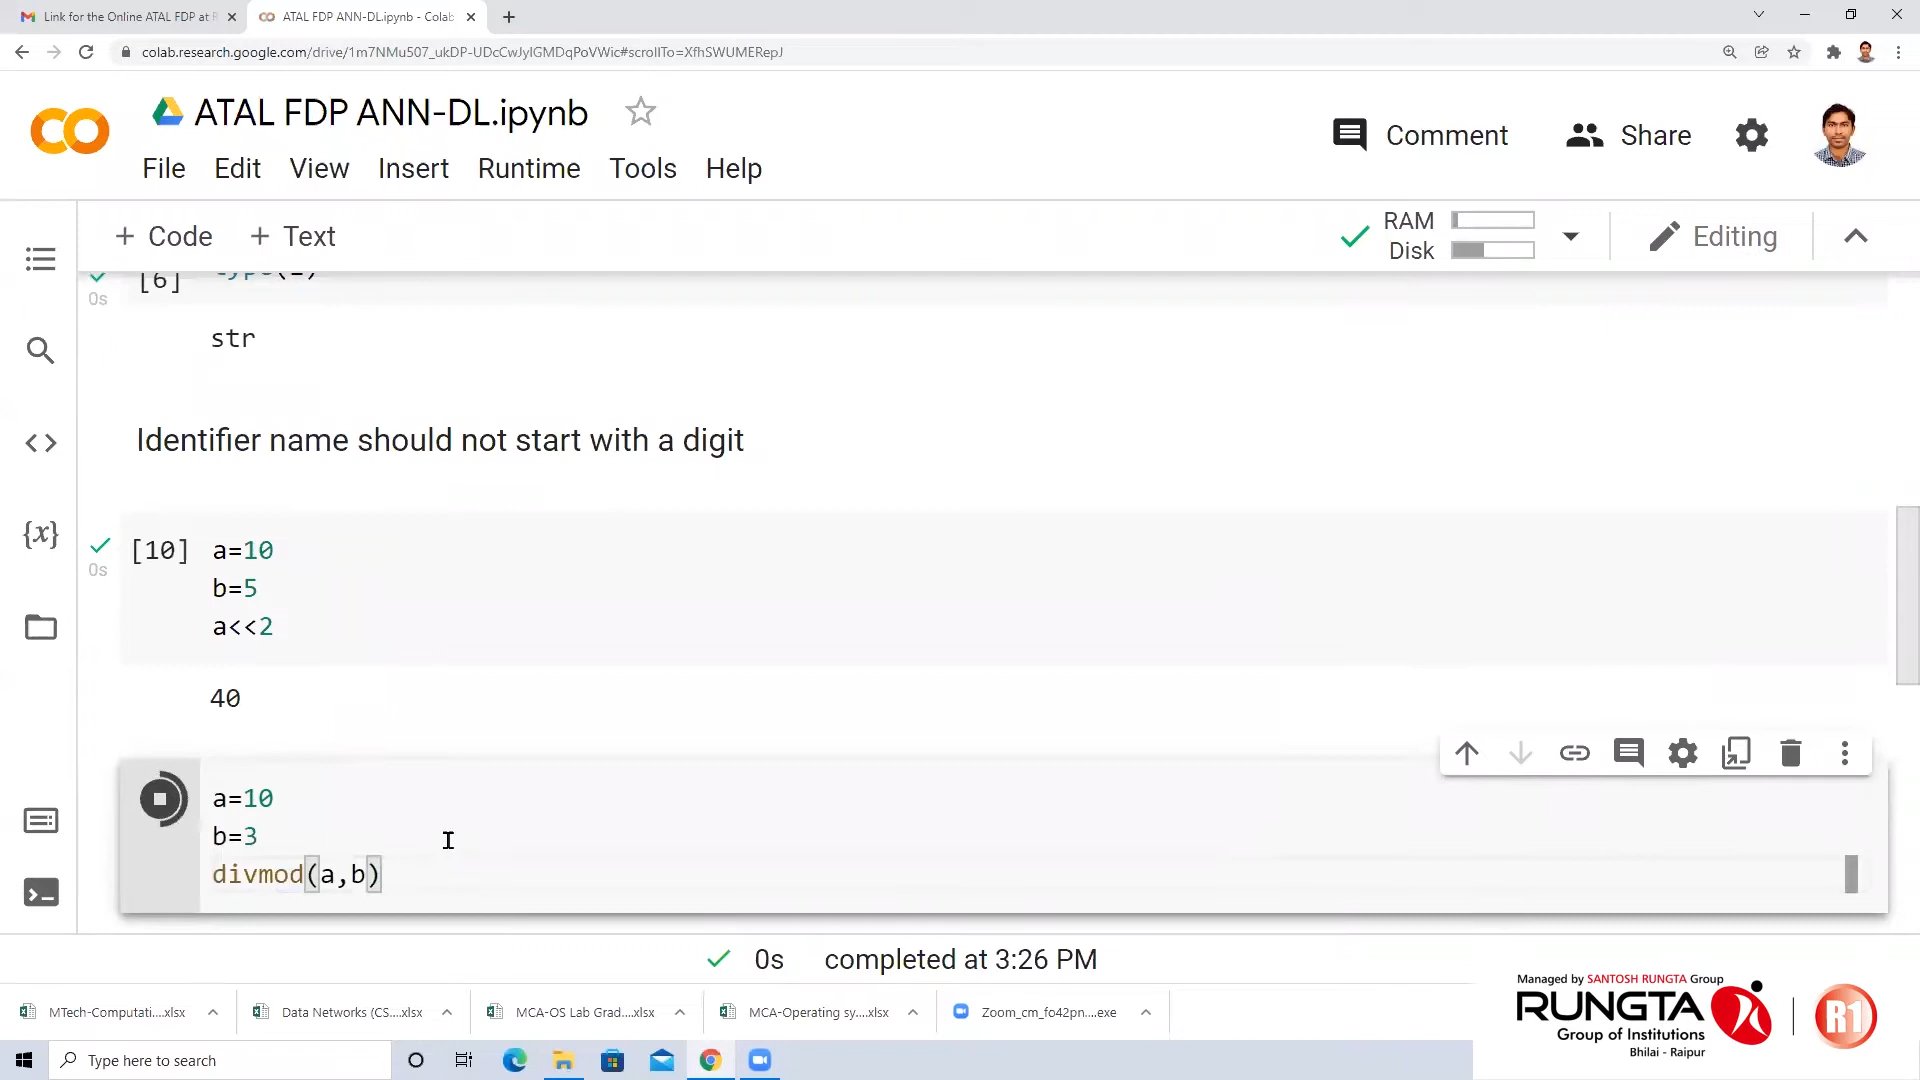 Link for the Online ATAL FDP at R
ATAL FDP ANN-DL.ipynb - Colab
colab.research.google.com/drive/1m7NMu507_ukDP-UDcCwJyIGMDqPoVWic#scrollTo=XfhSWUMERepJ
ATAL FDP ANN-DL.ipynb
Comment
Share
File Edit View Insert Runtime Tools Help
+ Code + Text
RAM
Disk
Editing
[6]
0s
str
Identifier name should not start with a digit
[10] a=10
0s
b=5
a<<2
40
a=10
b=3
divmod(a,b)
0s completed at 3:26 PM
MTech-Computati....xlsx
Data Networks (CS....xlsx
MCA-OS Lab Grad....xlsx
MCA-Operating sy....xlsx
Zoom_cm_fo42pn....exe
Type here to search
Managed by SANTOSH RUNGTA Group
RUNGTA
Group of Institutions
Bhilai - Raipur
R1